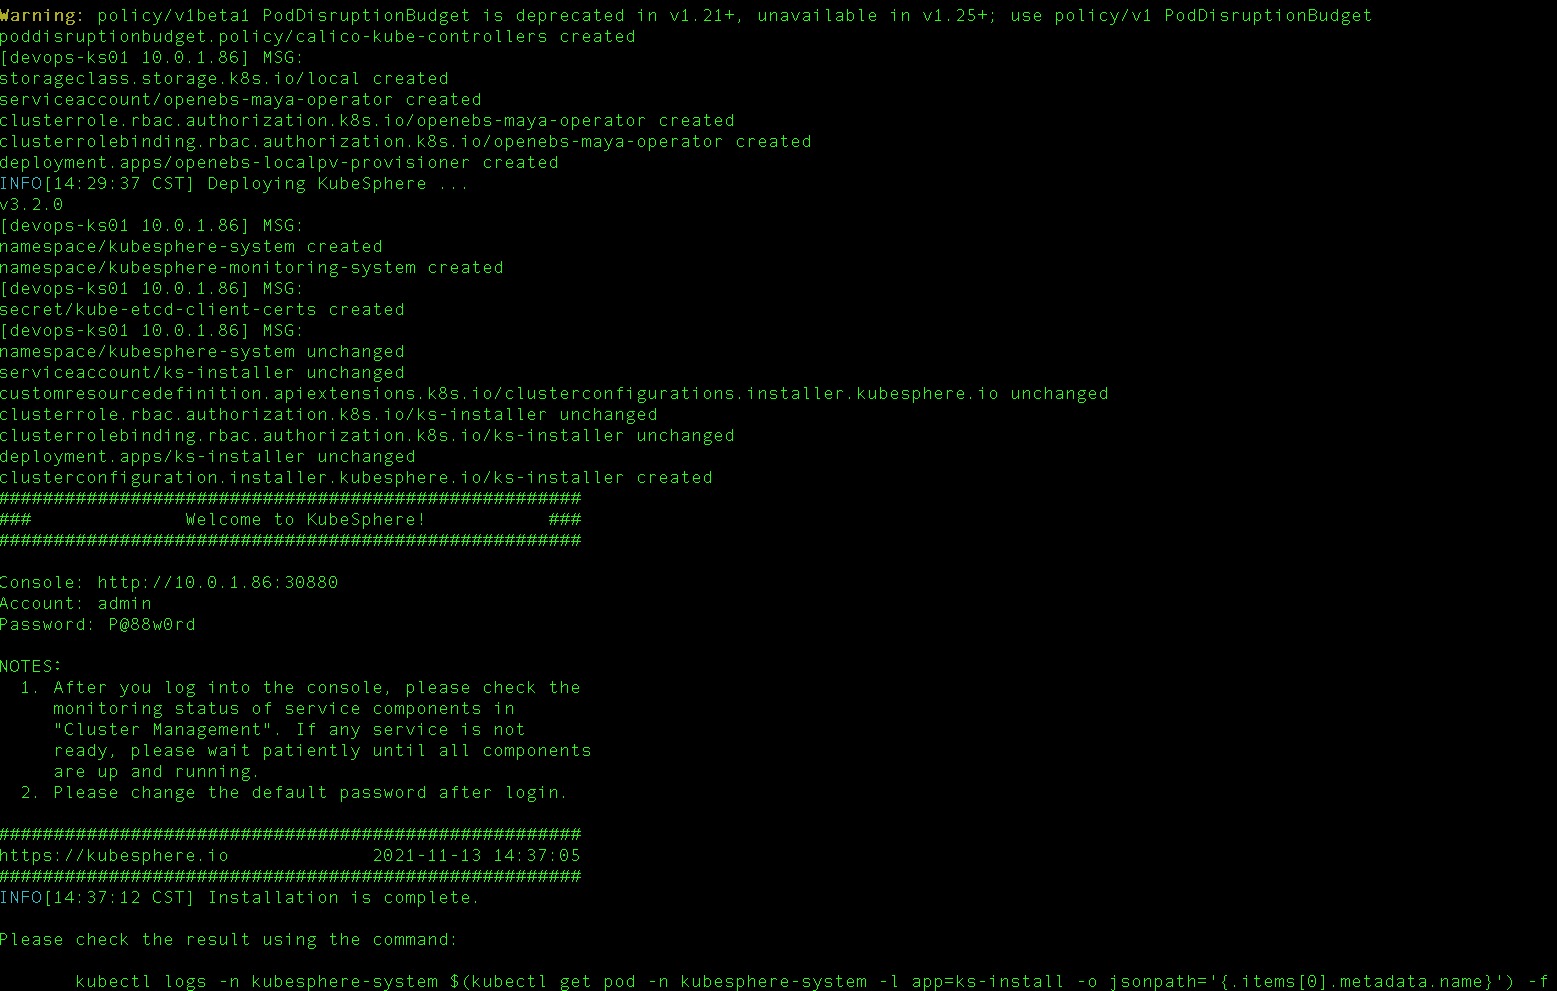 Warning: policy/v1beta1 PodDisruptionBudget is deprecated in v1.21+, unavailable in v1.25+; use policy/v1 PodDisruptionBudget
poddisruptionbudget.policy/calico-kube-controllers created
[devops-ks01 10.0.1.86] MSG:
storageclass.storage.k8s.io/local created
serviceaccount/openebs-maya-operator created
clusterrole.rbac.authorization.k8s.io/openebs-maya-operator created
clusterrolebinding.rbac.authorization.k8s.io/openebs-maya-operator created
deployment.apps/openebs-localpv-provisioner created
INFO[14:29:37 CST] Deploying KubeSphere ...
v3.2.0
[devops-ks01 10.0.1.86] MSG:
namespace/kubesphere-system created
namespace/kubesphere-monitoring-system created
[devops-ks01 10.0.1.86] MSG:
secret/kube-etcd-client-certs created
[devops-ks01 10.0.1.86] MSG:
namespace/kubesphere-system unchanged
serviceaccount/ks-installer unchanged
customresourcedefinition.apiextensions.k8s.io/clusterconfigurations.installer.kubesphere.io unchanged
clusterrole.rbac.authorization.k8s.io/ks-installer unchanged
clusterrolebinding.rbac.authorization.k8s.io/ks-installer unchanged
deployment.apps/ks-installer unchanged
clusterconfiguration.installer.kubesphere.io/ks-installer created
#####################################################
###              Welcome to KubeSphere!           ###
#####################################################

Console: http://10.0.1.86:30880
Account: admin
Password: P@88w0rd

NOTES:
  1. After you log into the console, please check the
     monitoring status of service components in
     "Cluster Management". If any service is not
     ready, please wait patiently until all components
     are up and running.
  2. Please change the default password after login.

#####################################################
https://kubesphere.io             2021-11-13 14:37:05
#####################################################
INFO[14:37:12 CST] Installation is complete.

Please check the result using the command:

       kubectl logs -n kubesphere-system $(kubectl get pod -n kubesphere-system -l app=ks-install -o jsonpath='{.items[0].metadata.name}') -f